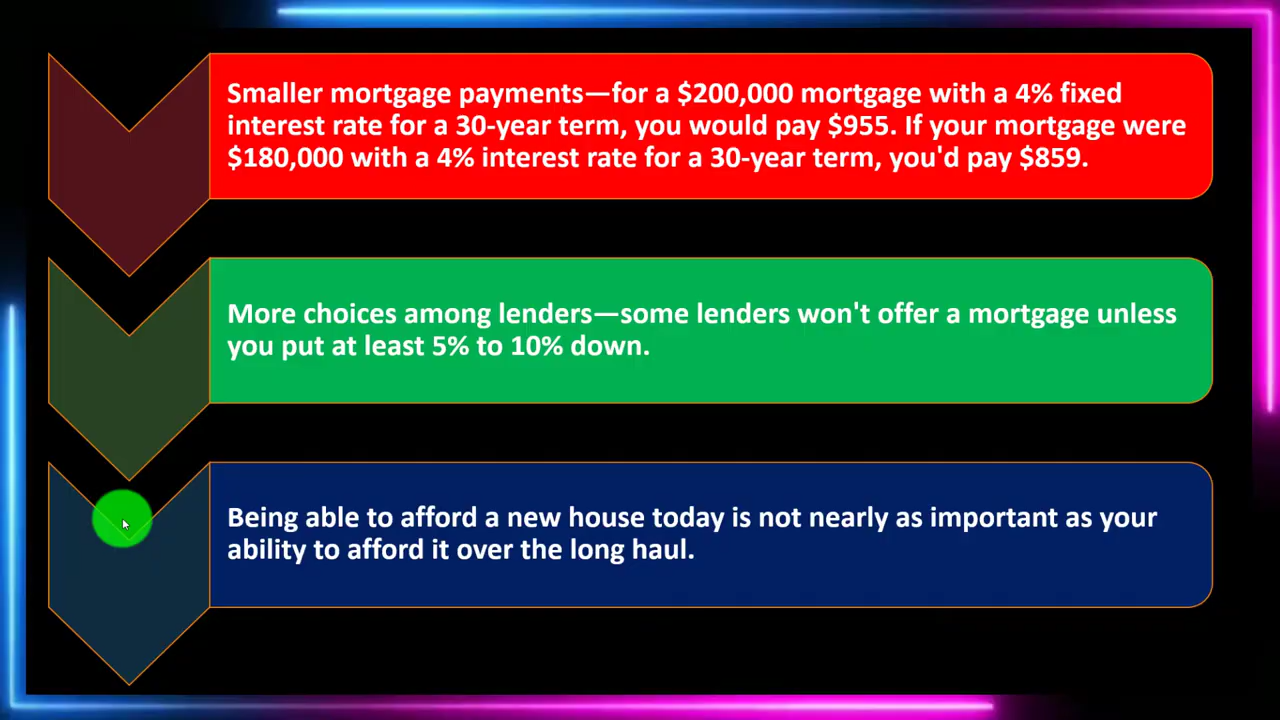 Smaller mortgage payments—for a $200,000 mortgage with a 4% fixed
interest rate for a 30-year term, you would pay $955. If your mortgage were
$180,000 with a 4% interest rate for a 30-year term, you'd pay $859.
More choices among lenders—some lenders won't offer a mortgage unless
you put at least 5% to 10% down.
Being able to afford a new house today is not nearly as important as your
ability to afford it over the long haul.